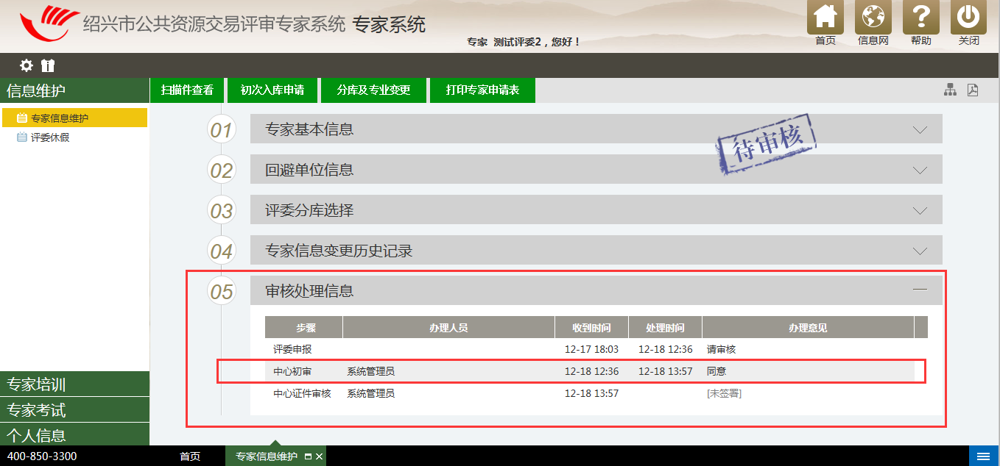 绍兴市公共资源交易评审专家系统 专家系统
专家 测试评委2，您好！
首页 信息网 帮助 关闭
信息维护
扫描件查看 初次入库申请 分库及专业变更 打印专家申请表
专家信息维护
评委休假
01 专家基本信息
待审核
02 回避单位信息
03 评委分库选择
04 专家信息变更历史记录
05 审核处理信息
步骤 办理人员 收到时间 处理时间 办理意见
评委申报 12-17 18:03 12-18 12:36 请审核
中心初审 系统管理员 12-18 12:36 12-18 13:57 同意
中心证件审核 系统管理员 12-18 13:57 [未签署]
专家培训
专家考试
个人信息
400-850-3300 首页 专家信息维护